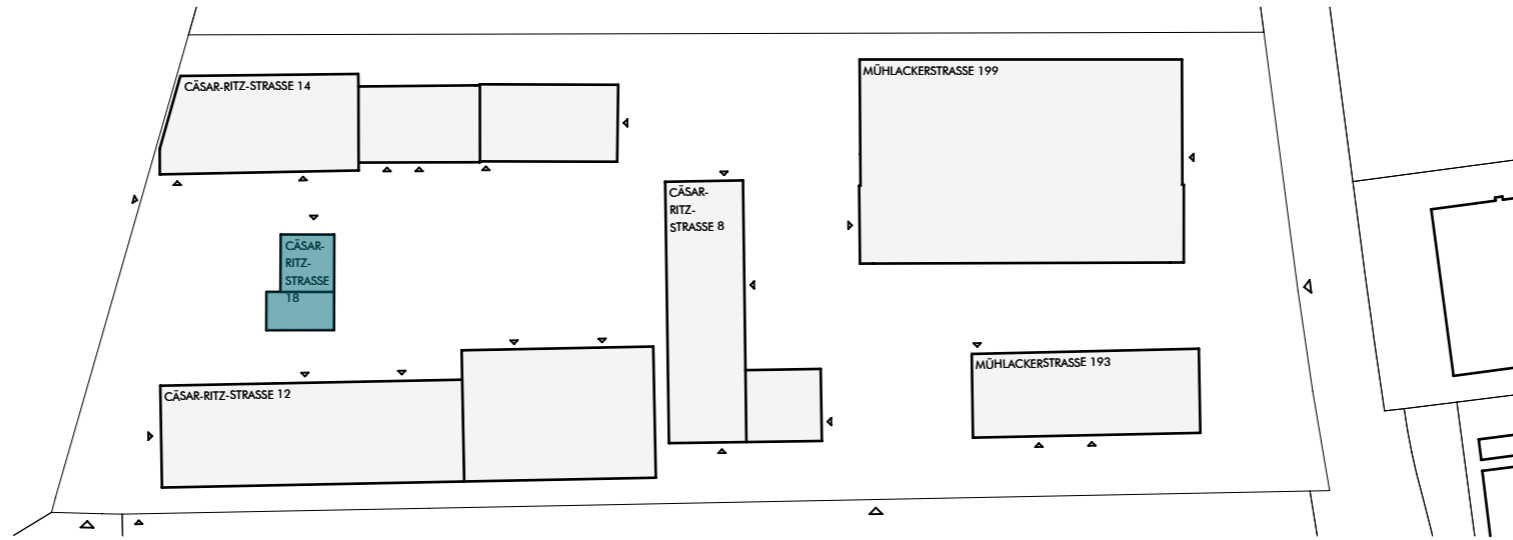 CÄSAR-RITZ-STRASSE 14
MÜHLACKERSTRASSE 199
CÄSAR-
RITZ-
STRASSE 8
CÄSAR-
RITZ-
STRASSE
18
MÜHLACKERSTRASSE 193
CÄSAR-RITZ-STRASSE 12